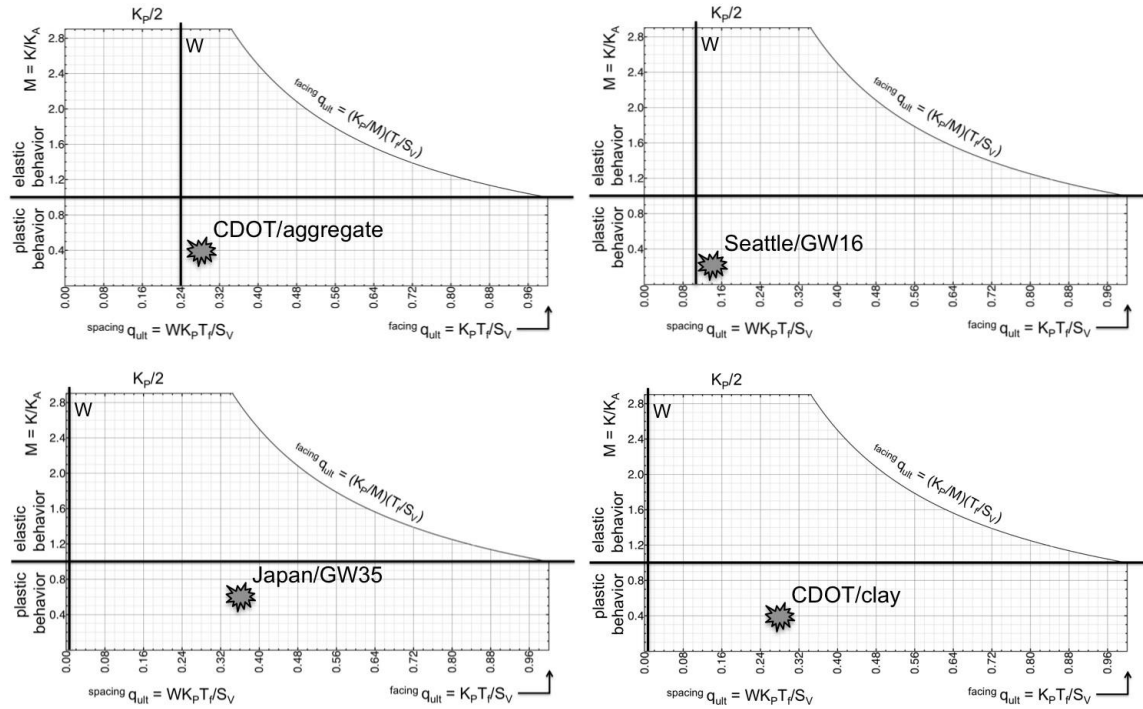 K_P/2
W
M = K/K_A
2.8
2.4
2.0
1.6
1.2
0.8
0.4
elastic behavior
plastic behavior
facing q_ult = (K_P/M)(T_f/S_V)
CDOT/aggregate
0.00 0.08 0.16 0.24 0.32 0.40 0.48 0.56 0.64 0.72 0.80 0.88 0.96
spacing q_ult = WK_PT_f/S_V
facing q_ult = K_PT_f/S_V
K_P/2
W
M = K/K_A
2.8
2.4
2.0
1.6
1.2
0.8
0.4
elastic behavior
plastic behavior
facing q_ult = (K_P/M)(T_f/S_V)
Seattle/GW16
0.00 0.08 0.16 0.24 0.32 0.40 0.48 0.56 0.64 0.72 0.80 0.88 0.96
spacing q_ult = WK_PT_f/S_V
facing q_ult = K_PT_f/S_V
K_P/2
W
M = K/K_A
2.8
2.4
2.0
1.6
1.2
0.8
0.4
elastic behavior
plastic behavior
facing q_ult = (K_P/M)(T_f/S_V)
Japan/GW35
0.00 0.08 0.16 0.24 0.32 0.40 0.48 0.56 0.64 0.72 0.80 0.88 0.96
spacing q_ult = WK_PT_f/S_V
facing q_ult = K_PT_f/S_V
K_P/2
W
M = K/K_A
2.8
2.4
2.0
1.6
1.2
0.8
0.4
elastic behavior
plastic behavior
facing q_ult = (K_P/M)(T_f/S_V)
CDOT/clay
0.00 0.08 0.16 0.24 0.32 0.40 0.48 0.56 0.64 0.72 0.80 0.88 0.96
spacing q_ult = WK_PT_f/S_V
facing q_ult = K_PT_f/S_V